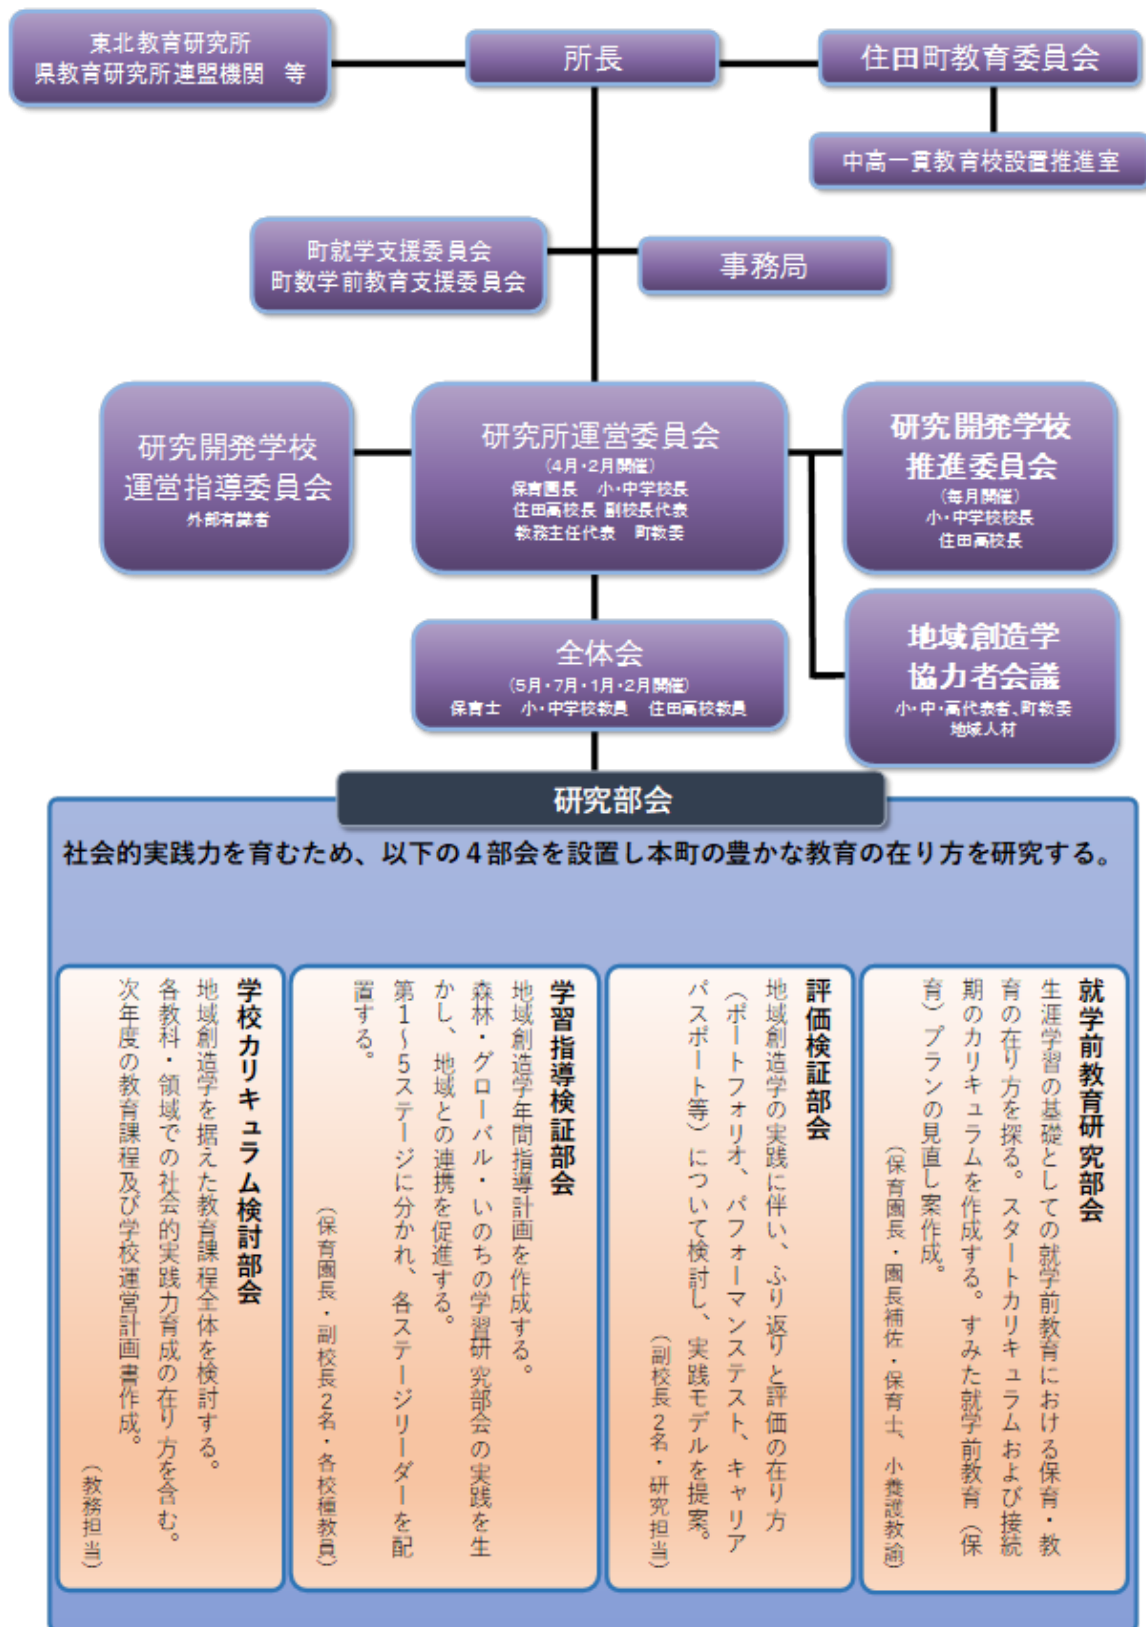 東北教育研究所
県教育研究所連盟機関　等
所長
住田町教育委員会
中高一貫教育校設置推進室
町就学支援委員会
町数学前教育支援委員会
事務局
研究開発学校
運営指導委員会
外部有識者
研究所運営委員会
（4月・2月開催）
保育園長　小・中学校長
住田高校長 副校長代表
教務主任代表　町教委
研究開発学校
推進委員会
（毎月開催）
小・中学校校長
住田高校長
全体会
（5月・7月・1月・2月開催）
保育士　小・中学校教員　住田高校教員
地域創造学
協力者会議
小・中・高代表者、町教委
地域人材
研究部会
社会的実践力を育むため、以下の４部会を設置し本町の豊かな教育の在り方を研究する。
就学前教育研究部会
生涯学習の基礎としての就学前教育における保育・教
育の在り方を探る。スタートカリキュラムおよび接続
期のカリキュラムを作成する。すみた就学前教育（保
育）プランの見直し案作成。
（保育園長・園長補佐・保育士、小養護教諭）
評価検証部会
地域創造学の実践に伴い、ふり返りと評価の在り方
（ポートフォリオ、パフォーマンステスト、キャリア
パスポート等）について検討し、実践モデルを提案。
（副校長２名・研究担当）
学習指導検証部会
地域創造学年間指導計画を作成する。
森林・グローバル・いのちの学習研究部会の実践を生
かし、地域との連携を促進する。
第１～５ステージに分かれ、各ステージリーダーを配
置する。
（保育園長・副校長２名・各校種教員）
学校カリキュラム検討部会
地域創造学を据えた教育課程全体を検討する。
各教科・領域での社会的実践力育成の在り方を含む。
次年度の教育課程及び学校運営計画書作成。
（教務担当）